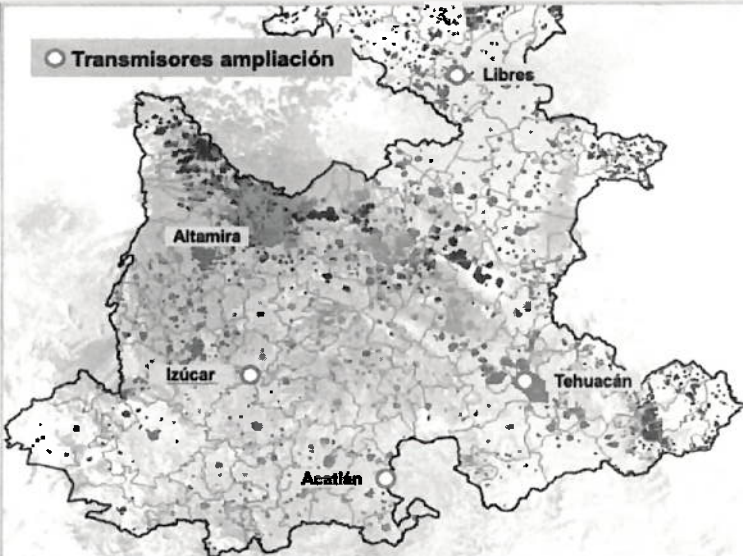 Transmisores ampliación
Libres
Altamira
Izúcar
Tehuacán
Acatlán